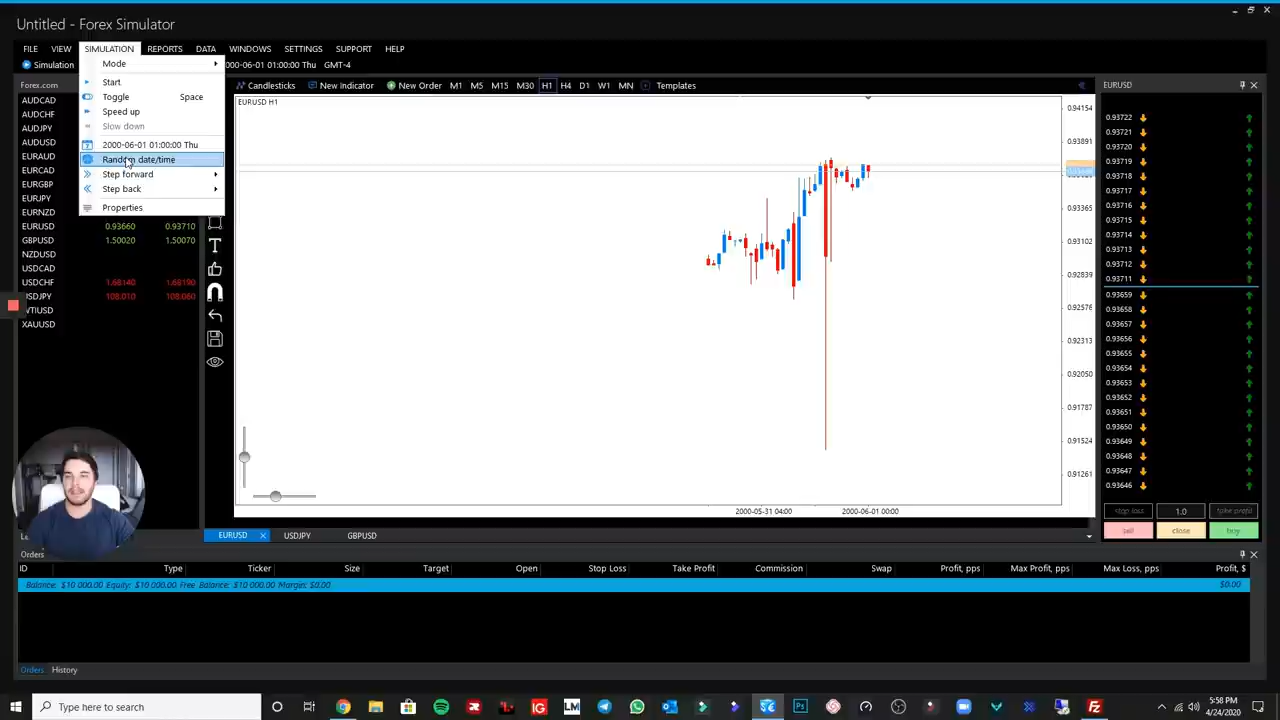 Untitled - Forex Simulator
FILE VIEW SIMULATION REPORTS DATA WINDOWS SETTINGS SUPPORT HELP
Simulation
Mode
2000-06-01 01:00:00 Thu GMT-4
Start
Toggle Space
Speed up
Slow down
2000-06-01 01:00:00 Thu
Random date/time
Step forward
Step back
Properties
Forex.com
AUDCAD
AUDCHF
AUDJPY
AUDUSD
EURAUD
EURCAD
EURGBP
EURJPY
EURNZD
EURUSD 0.93660 0.93710
GBPUSD 1.50020 1.50070
NZDUSD
USDCAD
USDCHF 1.68140 1.68190
USDJPY 108.010 108.060
WTIUSD
XAUUSD
Candlesticks New Indicator New Order M1 M5 M15 M30 H1 H4 D1 W1 MN Templates
EURUSD H1
0.94154
0.93891
0.93365
0.93102
0.92839
0.92576
0.92313
0.92050
0.91787
0.91524
0.91261
2000-05-31 04:00 2000-06-01 00:00
EURUSD USDJPY GBPUSD
EURUSD
0.93722
0.93721
0.93720
0.93719
0.93718
0.93717
0.93716
0.93715
0.93714
0.93713
0.93712
0.93711
0.93659
0.93658
0.93657
0.93656
0.93655
0.93654
0.93653
0.93652
0.93651
0.93650
0.93649
0.93648
0.93647
0.93646
stop loss 1.0 take profit
sell close buy
Orders
ID Type Ticker Size Target Open Stop Loss Take Profit Commission Swap Profit, pps Max Profit, pps Max Loss, pps Profit, $
Balance: $10 000.00 Equity: $10 000.00 Free Balance: $10 000.00 Margin: $0.00 $0.00
Orders History
Type here to search
IG
LM
5:58 PM
4/24/2020